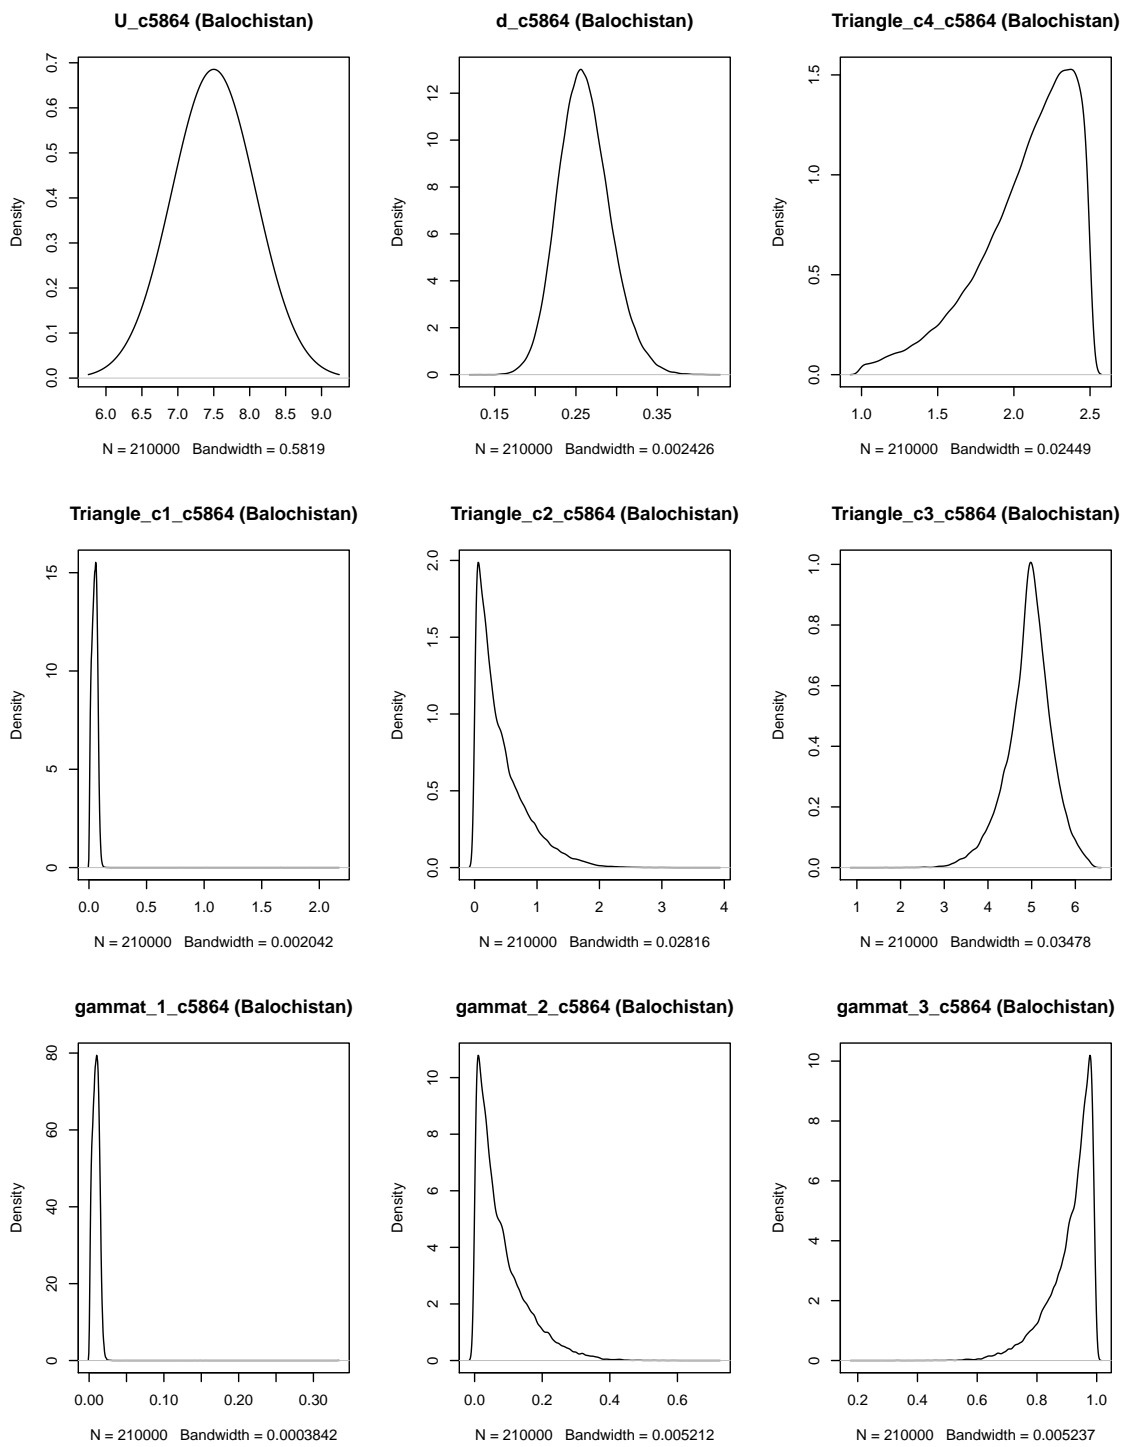 U_c5864 (Balochistan)
Density
0.0 0.1 0.2 0.3 0.4 0.5 0.6 0.7
6.0 6.5 7.0 7.5 8.0 8.5 9.0
N = 210000 Bandwidth = 0.5819
d_c5864 (Balochistan)
Density
0 2 4 6 8 10 12
0.15 0.25 0.35
N = 210000 Bandwidth = 0.002426
Triangle_c4_c5864 (Balochistan)
Density
0.0 0.5 1.0 1.5
1.0 1.5 2.0 2.5
N = 210000 Bandwidth = 0.02449
Triangle_c1_c5864 (Balochistan)
Density
0 5 10 15
0.0 0.5 1.0 1.5 2.0
N = 210000 Bandwidth = 0.002042
Triangle_c2_c5864 (Balochistan)
Density
0.0 0.5 1.0 1.5 2.0
0 1 2 3 4
N = 210000 Bandwidth = 0.02816
Triangle_c3_c5864 (Balochistan)
Density
0.0 0.2 0.4 0.6 0.8 1.0
1 2 3 4 5 6
N = 210000 Bandwidth = 0.03478
gammat_1_c5864 (Balochistan)
Density
0 20 40 60 80
0.00 0.10 0.20 0.30
N = 210000 Bandwidth = 0.0003842
gammat_2_c5864 (Balochistan)
Density
0 2 4 6 8 10
0.0 0.2 0.4 0.6
N = 210000 Bandwidth = 0.005212
gammat_3_c5864 (Balochistan)
Density
0 2 4 6 8 10
0.2 0.4 0.6 0.8 1.0
N = 210000 Bandwidth = 0.005237